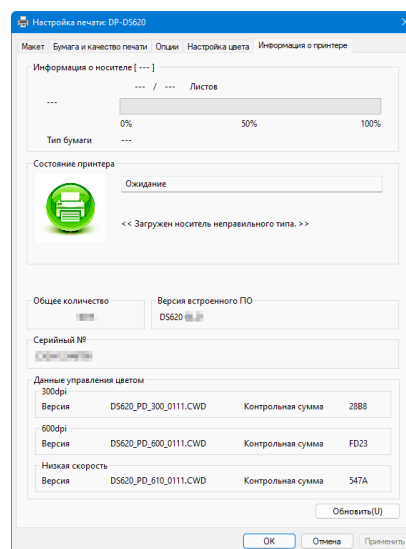 Настройка печати: DP-DS620
Макет Бумага и качество печати Опции Настройка цвета Информация о принтере
Информация о носителе [ --- ]
--- / --- Листов
---
0% 50% 100%
Тип бумаги ---
Состояние принтера
Ожидание
<< Загружен носитель неправильного типа. >>
Общее количество Версия встроенного ПО
DS620
Серийный №
Данные управления цветом
300dpi
Версия DS620_PD_300_0111.CWD Контрольная сумма 28B8
600dpi
Версия DS620_PD_600_0111.CWD Контрольная сумма FD23
Низкая скорость
Версия DS620_PD_610_0111.CWD Контрольная сумма 547A
Обновить(U)
OK Отмена Применить